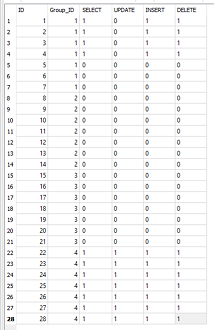 ID Group_ID SELECT UPDATE INSERT DELETE
1 1 1 1 0 1 1
2 2 1 1 0 1 1
3 3 1 1 0 1 1
4 4 1 1 0 1 1
5 5 1 0 0 0 0
6 6 1 0 0 0 0
7 7 1 0 0 0 0
8 8 2 0 0 0 0
9 9 2 0 0 0 0
10 10 2 0 0 0 0
11 11 2 0 0 0 0
12 12 2 0 0 0 0
13 13 2 0 0 0 0
14 14 2 0 0 0 0
15 15 3 0 0 0 0
16 16 3 0 0 0 0
17 17 3 0 0 0 0
18 18 3 0 0 0 0
19 19 3 0 0 0 0
20 20 3 0 0 0 0
21 21 3 0 0 0 0
22 22 4 1 1 1 1
23 23 4 1 1 1 1
24 24 4 1 1 1 1
25 25 4 1 1 1 1
26 26 4 1 1 1 1
27 27 4 1 1 1 1
28 28 4 1 1 1 1